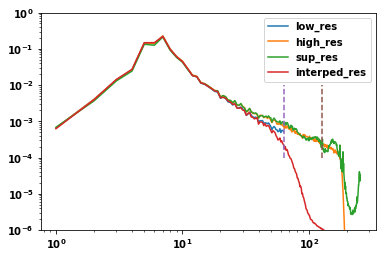 10⁰
10⁻¹
10⁻²
10⁻³
10⁻⁴
10⁻⁵
10⁻⁶
low_res
high_res
sup_res
interped_res
10⁰ 10¹ 10²